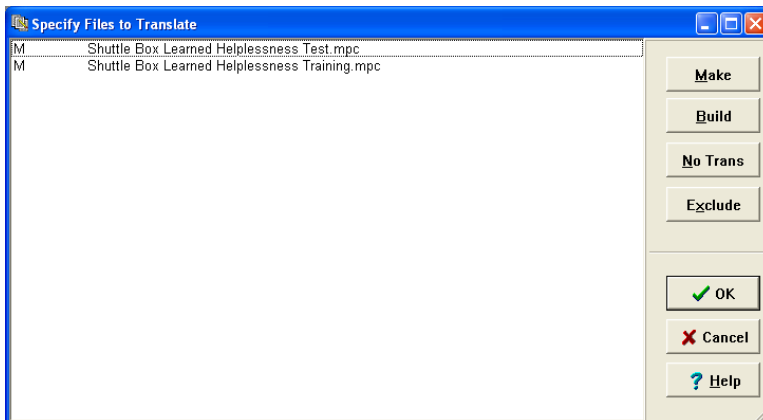 Specify Files to Translate
M Shuttle Box Learned Helplessness Test.mpc
M Shuttle Box Learned Helplessness Training.mpc
Make
Build
No Trans
Exclude
OK
Cancel
? Help